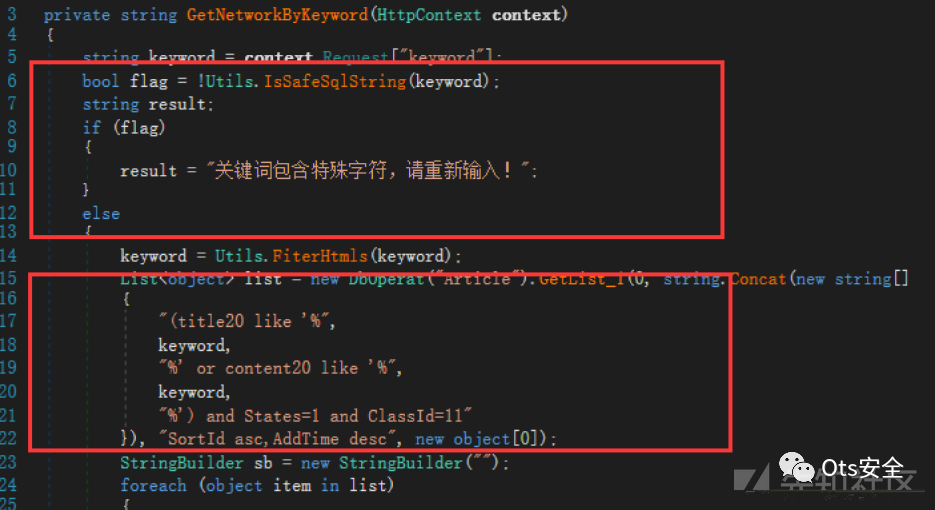 3 private string GetNetworkByKeyword(HttpContext context)
4 {
5 string keyword = context.Request["keyword"];
6 bool flag = !Utils.IsSafeSqlString(keyword);
7 string result;
8 if (flag)
9 {
10 result = "关键词包含特殊字符，请重新输入！";
11 }
12 else
13 {
14 keyword = Utils.FiterHtmls(keyword);
15 List<object> list = new DbOperat("Article").GetList_1(0, string.Concat(new string[]
16 {
17 "(title20 like '%",
18 keyword,
19 "%' or content20 like '%",
20 keyword,
21 "%') and States=1 and ClassId=11"
22 }), "SortId asc,AddTime desc", new object[0]);
23 StringBuilder sb = new StringBuilder("");
24 foreach (object item in list)
25 {
Ots安全
先知社区